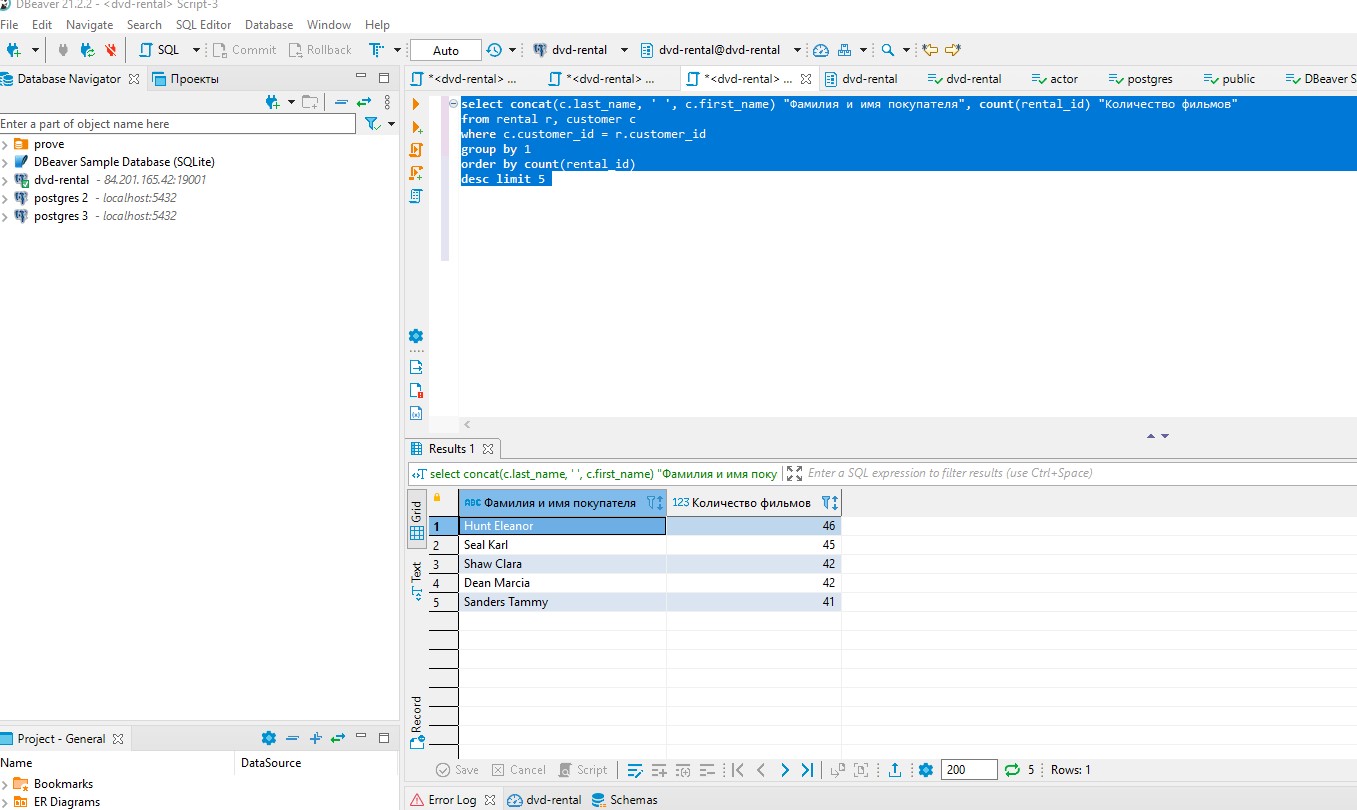 DBeaver 21.2.2 - <dvd-rental> Script-3
File Edit Navigate Search SQL Editor Database Window Help
SQL Commit Rollback Auto dvd-rental dvd-rental@dvd-rental
Database Navigator Проекты
*<dvd-rental> ... *<dvd-rental> ... *<dvd-rental> ... dvd-rental dvd-rental actor postgres public DBeaver S
Enter a part of object name here
prove
DBeaver Sample Database (SQLite)
dvd-rental - 84.201.165.42:19001
postgres 2 - localhost:5432
postgres 3 - localhost:5432
select concat(c.last_name, ' ', c.first_name) "Фамилия и имя покупателя", count(rental_id) "Количество фильмов"
from rental r, customer c
where c.customer_id = r.customer_id
group by 1
order by count(rental_id)
desc limit 5
Results 1
select concat(c.last_name, ' ', c.first_name) "Фамилия и имя поку Enter a SQL expression to filter results (use Ctrl+Space)
Grid
Text
Record
ABC Фамилия и имя покупателя 123 Количество фильмов
1 Hunt Eleanor 46
2 Seal Karl 45
3 Shaw Clara 42
4 Dean Marcia 42
5 Sanders Tammy 41
Save Cancel Script 200 5 Rows: 1
Error Log dvd-rental Schemas
Project - General
Name DataSource
Bookmarks
ER Diagrams